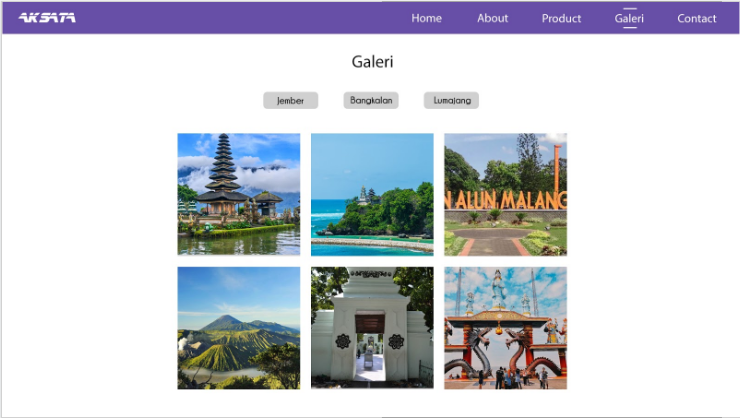 AKSATA
Home About Product Galeri Contact
Galeri
Jember Bangkalan Lumajang
N ALUN MALANG